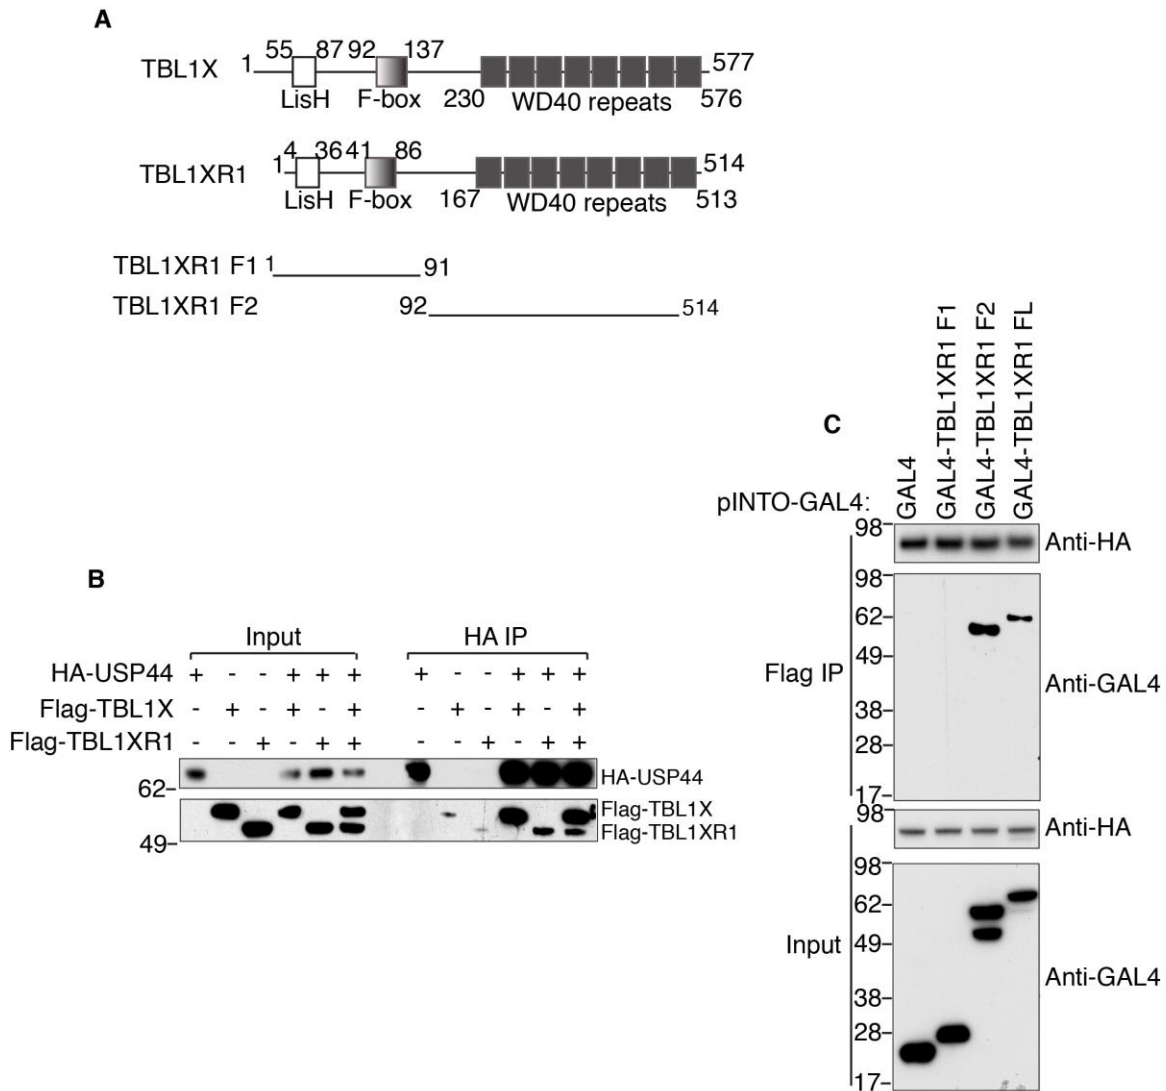 A
TBL1X 1 55 87 92 137 577
LisH F-box 230 WD40 repeats 576
TBL1XR1 1 4 36 41 86 514
LisH F-box 167 WD40 repeats 513
TBL1XR1 F1 1 91
TBL1XR1 F2 92 514
B
Input HA IP
HA-USP44 + - - + + + + - - + + +
Flag-TBL1X - + - + - + - + - + - +
Flag-TBL1XR1 - - + - + + - - + - + +
62- HA-USP44
Flag-TBL1X
Flag-TBL1XR1
49-
C
pINTO-GAL4: GAL4 GAL4-TBL1XR1 F1 GAL4-TBL1XR1 F2 GAL4-TBL1XR1 FL
Flag IP
98- Anti-HA
98-
62-
49-
Anti-GAL4
38-
28-
17-
Input
98- Anti-HA
98-
62-
49-
Anti-GAL4
38-
28-
17-